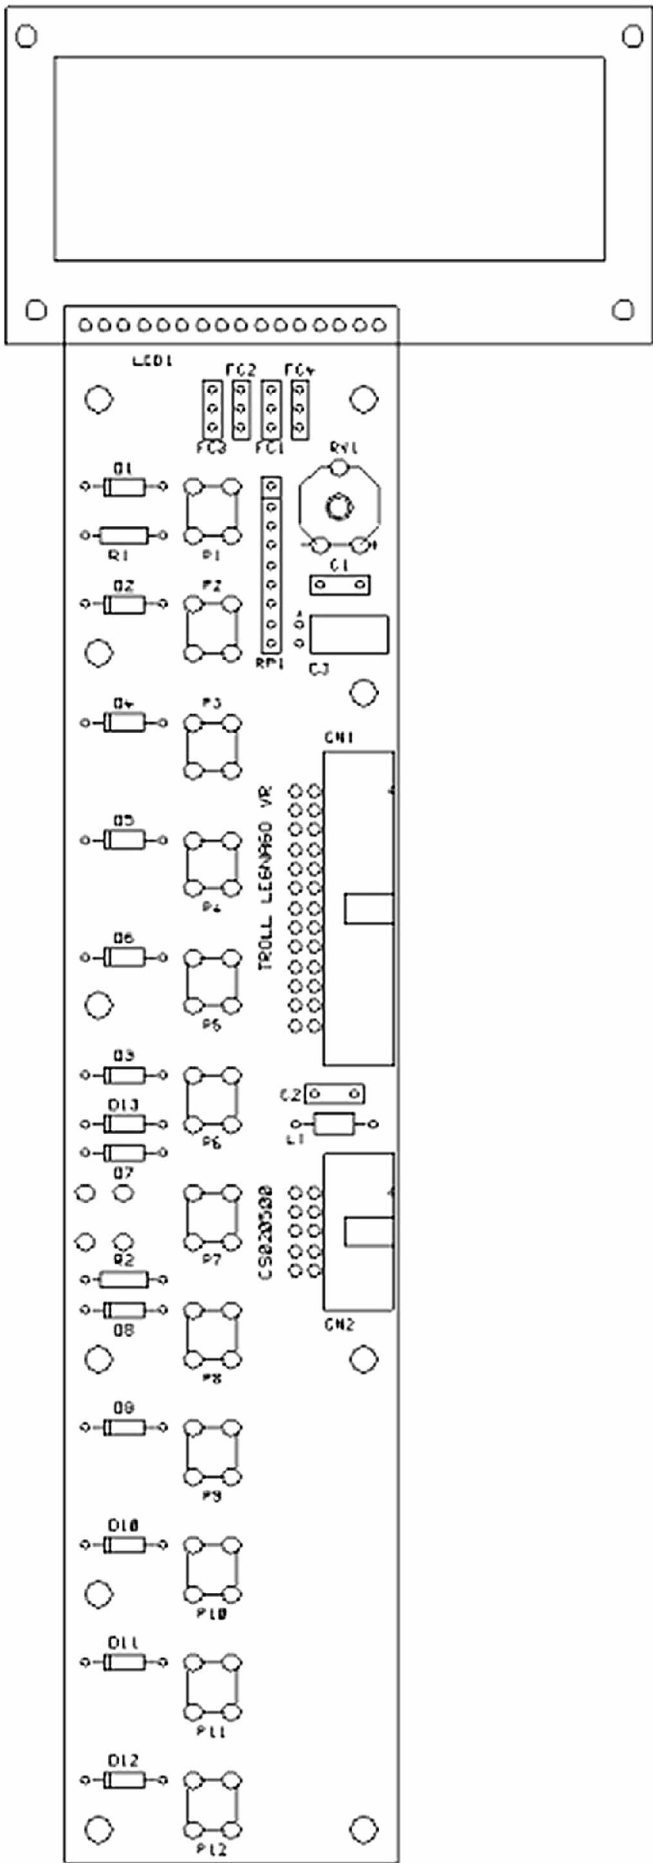 LCD1
FC2 FC4
FC3 FC1
RV1
D1
R1
P1
C1
D2
P2
RP1
C3
D4
P3
CN1
TROLL LEGNAGO VR
D5
P4
D6
P5
D3
C2
D13
P6
L1
D7
CS020500
P7
R2
D8
CN2
P8
D9
P9
D10
P10
D11
P11
D12
P12